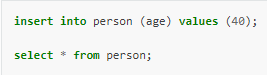 insert into person (age) values (40);
select * from person;